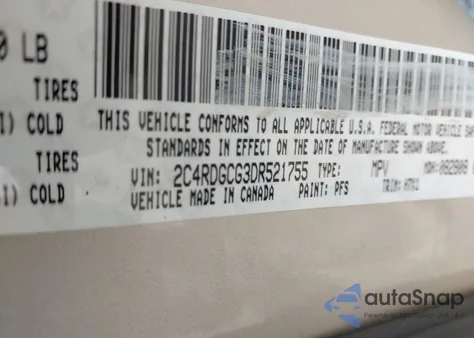 0 LB
TIRES
COLD
TIRES
COLD
THIS VEHICLE CONFORMS TO ALL APPLICABLE U.S.A. FEDERAL MOTOR VEHICLE
STANDARDS IN EFFECT ON THE DATE OF MANUFACTURE SHOWN ABOVE.
VIN: 2C4RDGCG3DR521755 TYPE: MPV
VEHICLE MADE IN CANADA PAINT: PFS TRIM:
autoSnap